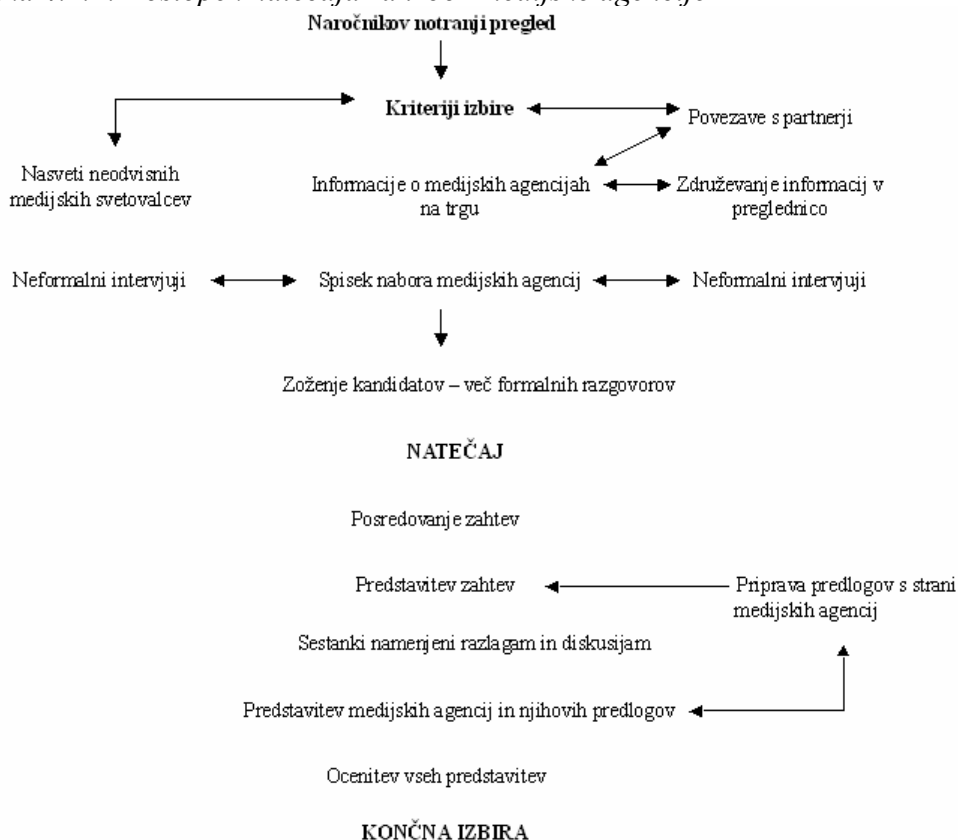 Naročnikov notranji pregled
Kriteriji izbire
Povezave s partnerji
Nasveti neodvisnih
medijskih svetovalcev
Informacije o medijskih agencijah
na trgu
Združevanje informacij v
preglednico
Neformalni intervjuji
Spisek nabora medijskih agencij
Neformalni intervjuji
Zoženje kandidatov – več formalnih razgovorov
NATEČAJ
Posredovanje zahtev
Predstavitev zahtev
Priprava predlogov s strani
medijskih agencij
Sestanki namenjeni razlagam in diskusijam
Predstavitev medijskih agencij in njihovih predlogov
Ocenitev vseh predstavitev
KONČNA IZBIRA